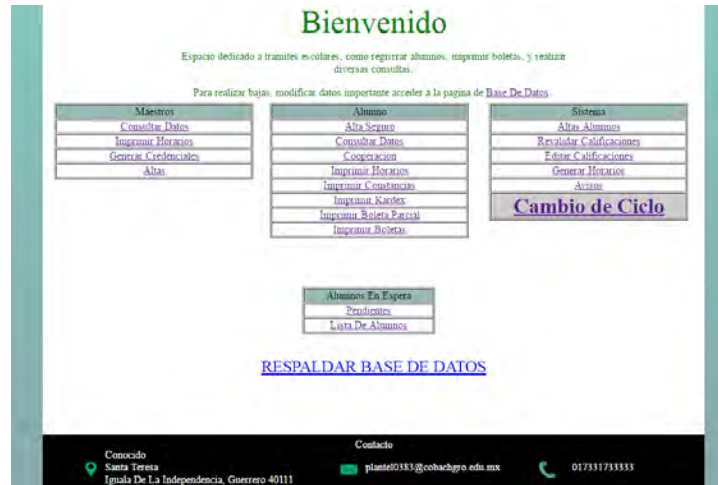 Bienvenido
Espacio dedicado a tramites escolares, como registrar alumnos, imprimir boletas, y realizar
diversas consultas.
Para realizar bajas, modificar datos importante acceder a la pagina de Base De Datos
Maestros
Consultar Datos
Imprimir Horarios
Generar Credenciales
Altas
Alumno
Alta Seguro
Consultar Datos
Cooperacion
Imprimir Horarios
Imprimir Constancias
Imprimir Kardex
Imprimir Boleta Parcial
Imprimir Boletas
Sistema
Altas Alumnos
Revalidar Calificaciones
Editar Calificaciones
Generar Horarios
Avisos
Cambio de Ciclo
Alumnos En Espera
Pendientes
Lista De Alumnos
RESPALDAR BASE DE DATOS
Contacto
Conocido
Santa Teresa
Iguala De La Independencia, Guerrero 40111
plantel0383@cobachgro.edu.mx
017331733333